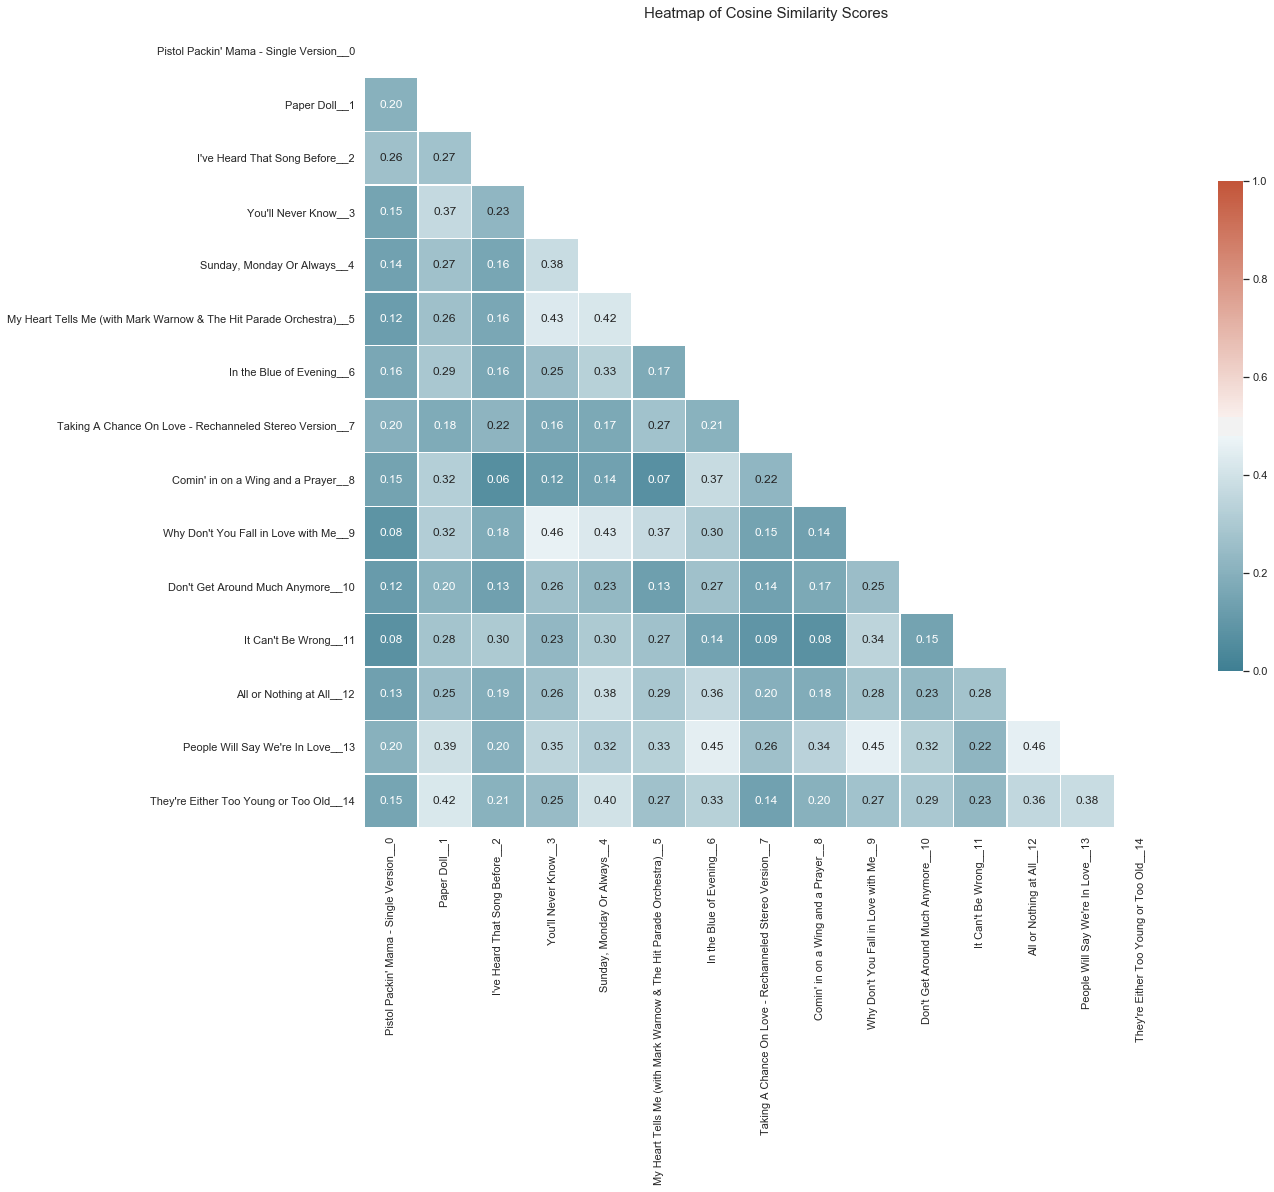 Heatmap of Cosine Similarity Scores
Pistol Packin' Mama - Single Version__0
Paper Doll__1 0.20
I've Heard That Song Before__2 0.26 0.27
You'll Never Know__3 0.15 0.37 0.23
Sunday, Monday Or Always__4 0.14 0.27 0.16 0.38
My Heart Tells Me (with Mark Warnow & The Hit Parade Orchestra)__5 0.12 0.26 0.16 0.43 0.42
In the Blue of Evening__6 0.16 0.29 0.16 0.25 0.33 0.17
Taking A Chance On Love - Rechanneled Stereo Version__7 0.20 0.18 0.22 0.16 0.17 0.27 0.21
Comin' in on a Wing and a Prayer__8 0.15 0.32 0.06 0.12 0.14 0.07 0.37 0.22
Why Don't You Fall in Love with Me__9 0.08 0.32 0.18 0.46 0.43 0.37 0.30 0.15 0.14
Don't Get Around Much Anymore__10 0.12 0.20 0.13 0.26 0.23 0.13 0.27 0.14 0.17 0.25
It Can't Be Wrong__11 0.08 0.28 0.30 0.23 0.30 0.27 0.14 0.09 0.08 0.34 0.15
All or Nothing at All__12 0.13 0.25 0.19 0.26 0.38 0.29 0.36 0.20 0.18 0.28 0.23 0.28
People Will Say We're In Love__13 0.20 0.39 0.20 0.35 0.32 0.33 0.45 0.26 0.34 0.45 0.32 0.22 0.46
They're Either Too Young or Too Old__14 0.15 0.42 0.21 0.25 0.40 0.27 0.33 0.14 0.20 0.27 0.29 0.23 0.36 0.38
Pistol Packin' Mama - Single Version__0
Paper Doll__1
I've Heard That Song Before__2
You'll Never Know__3
Sunday, Monday Or Always__4
My Heart Tells Me (with Mark Warnow & The Hit Parade Orchestra)__5
In the Blue of Evening__6
Taking A Chance On Love - Rechanneled Stereo Version__7
Comin' in on a Wing and a Prayer__8
Why Don't You Fall in Love with Me__9
Don't Get Around Much Anymore__10
It Can't Be Wrong__11
All or Nothing at All__12
People Will Say We're In Love__13
They're Either Too Young or Too Old__14
1.0
0.8
0.6
0.4
0.2
0.0